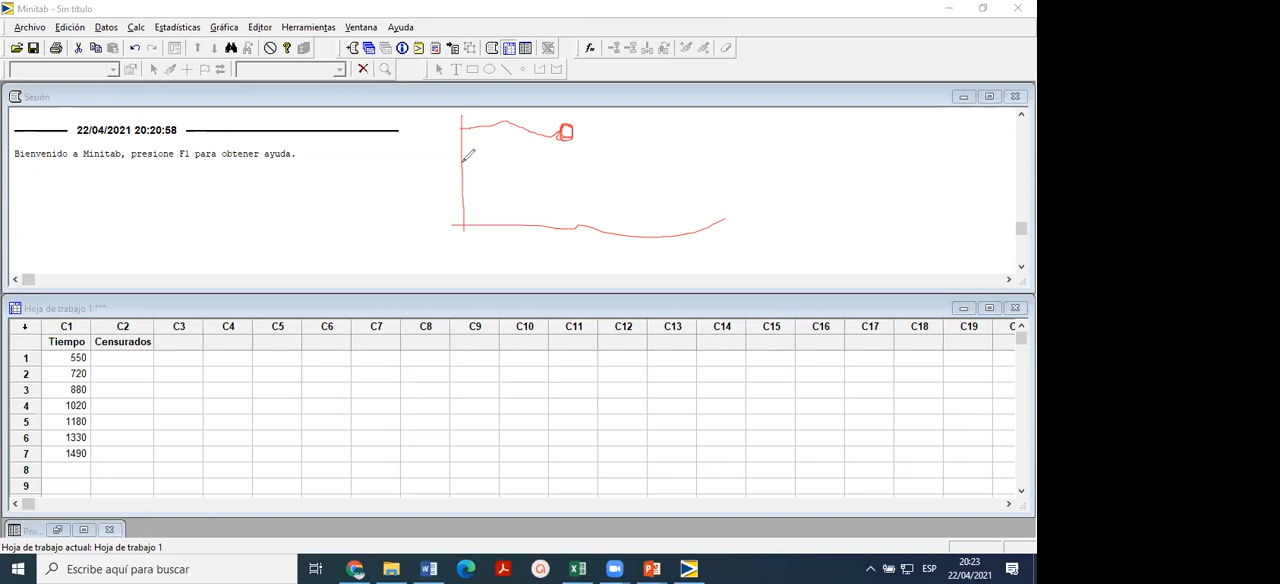 Minitab - Sin título
Archivo Edición Datos Calc Estadísticas Gráfica Editor Herramientas Ventana Ayuda
Sesión
22/04/2021 20:20:58
Bienvenido a Minitab, presione F1 para obtener ayuda.
Hoja de trabajo 1 ***
C1 C2 C3 C4 C5 C6 C7 C8 C9 C10 C11 C12 C13 C14 C15 C16 C17 C18 C19 C
Tiempo Censurados
1 550
2 720
3 880
4 1020
5 1180
6 1330
7 1490
8
9
Pro...
Hoja de trabajo actual: Hoja de trabajo 1
Escribe aquí para buscar
ESP
20:23
22/04/2021